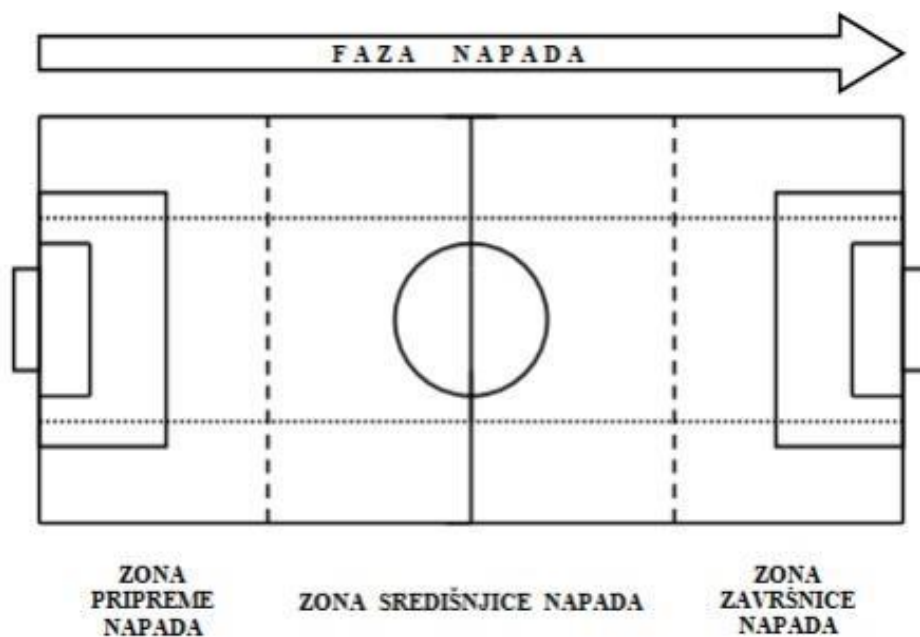 FAZA NAPADA
ZONA
PRIPREME
NAPADA
ZONA SREDIŠNJICE NAPADA
ZONA
ZAVRŠNICE
NAPADA